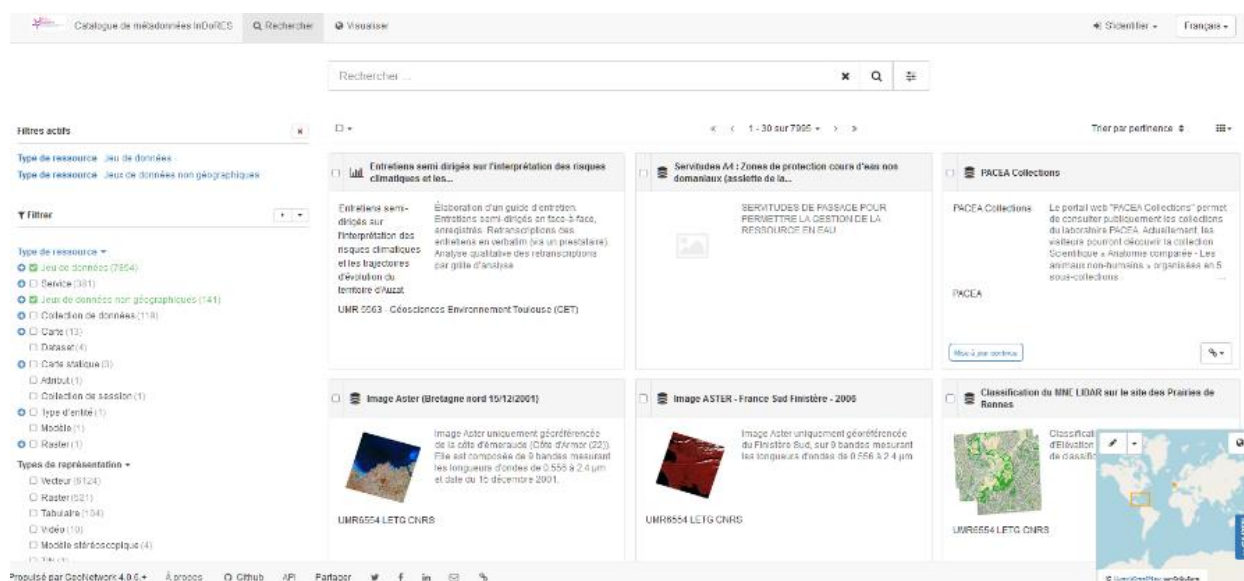 Catalogue de métadonnées InDoRES
Rechercher
Visualiser
S'identifier
Français
Rechercher ...
Filtres actifs
Type de ressource Jeu de données
Type de ressource Jeux de données non géographiques
Filtrer
Type de ressource
Jeu de données (7854)
Service (381)
Jeux de données non géographiques (141)
Collection de données (119)
Carte (13)
Dataset (4)
Carte statique (3)
Attribut (1)
Collection de session (1)
Type d'entité (1)
Modèle (1)
Raster (1)
Types de représentation
Vecteur (6124)
Raster (521)
Tabulaire (104)
Vidéo (10)
Modèle stéréoscopique (4)
1 - 30 sur 7995
Trier par pertinence
Entretiens semi dirigés sur l'interprétation des risques
climatiques et les...
Entretiens semi-
dirigés sur
l'interprétation des
risques climatiques
et les trajectoires
d'évolution du
territoire d'Auzat
Élaboration d'un guide d'entretien.
Entretiens semi-dirigés en face-à-face,
enregistrés. Retranscriptions des
entretiens en verbatim (via un prestataire).
Analyse qualitative des retranscriptions
par grille d'analyse
UMR 5563 - Géosciences Environnement Toulouse (GET)
Servitudes A4 : Zones de protection cours d'eau non
domaniaux (assiette de la...
SERVITUDES DE PASSAGE POUR
PERMETTRE LA GESTION DE LA
RESSOURCE EN EAU
PACEA Collections
PACEA Collections
Le portail web "PACEA Collections" permet
de consulter publiquement les collections
du laboratoire PACEA. Actuellement, les
visiteurs pourront découvrir la collection
Scientifique « Anatomie comparée - Les
animaux non-humains » organisées en 5
sous-collections ...
PACEA
Mise à jour continue
Image Aster (Bretagne nord 15/12/2001)
Image Aster uniquement géoréférencée
de la côte d'émeraude (Côte d'Armor (22)).
Elle est composée de 9 bandes mesurant
les longueurs d'ondes de 0.556 à 2.4 µm
et date du 15 décembre 2001.
UMR6554 LETG CNRS
Image ASTER - France Sud Finistère - 2006
Image Aster uniquement géoréférencée
du Finistère Sud, sur 9 bandes mesurant
les longueurs d'ondes de 0.556 à 2.4 µm
UMR6554 LETG CNRS
Classification du MNE LIDAR sur le site des Prairies de
Rennes
UMR6554 LETG CNRS
Propulsé par GeoNetwork 4.0.6.
À propos
Github
API
Partager